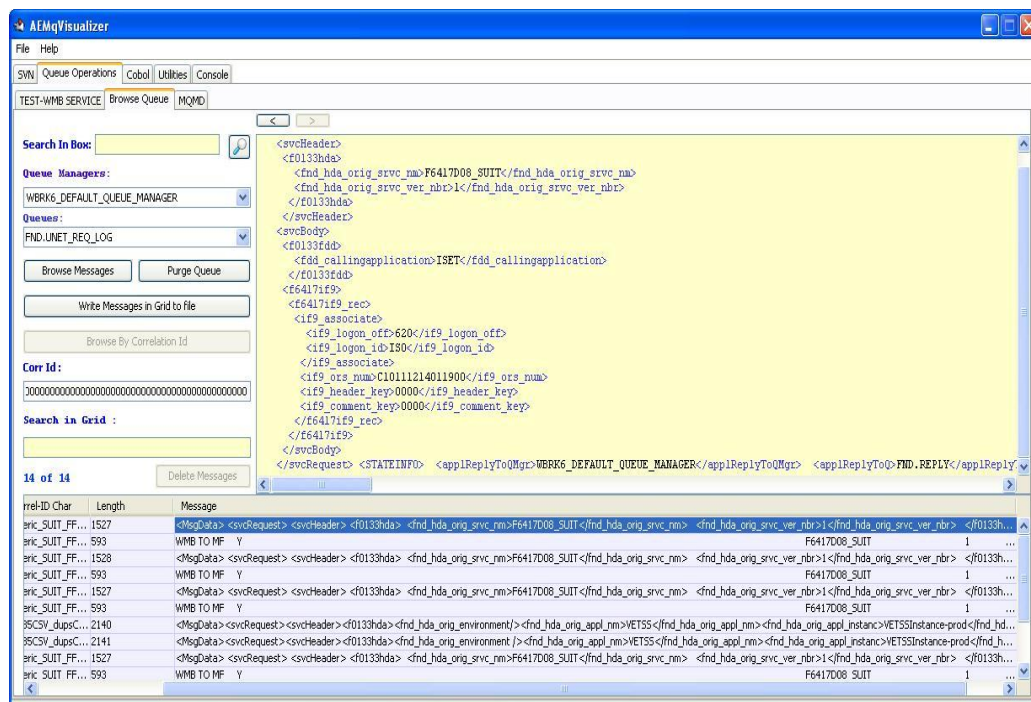 AEMqVisualizer
File Help
SVN Queue Operations Cobol Utilities Console
TEST-WMB SERVICE Browse Queue MQMD
< >
Search In Box:
Queue Managers:
WBRK6_DEFAULT_QUEUE_MANAGER
Queues:
FND.UNET_REQ_LOG
Browse Messages Purge Queue
Write Messages in Grid to file
Browse By Correlation Id
Corr Id:
Search in Grid :
14 of 14 Delete Messages
<svcHeader>
<f0133hda>
<fnd_hda_orig_srvc_nm>F6417D08_SUIT</fnd_hda_orig_srvc_nm>
<fnd_hda_orig_srvc_ver_nbr>1</fnd_hda_orig_srvc_ver_nbr>
</f0133hda>
</svcHeader>
<svcBody>
<f0133fdd>
<fdd_callingapplication>ISET</fdd_callingapplication>
</f0133fdd>
<f6417if9>
<f6417if9_rec>
<if9_associate>
<if9_logon_off>620</if9_logon_off>
<if9_logon_id>IS0</if9_logon_id>
</if9_associate>
<if9_ors_num>C10111214011900</if9_ors_num>
<if9_header_key>0000</if9_header_key>
<if9_comment_key>0000</if9_comment_key>
</f6417if9_rec>
</f6417if9>
</svcBody>
</svcRequest> <STATEINFO> <applReplyToQMgr>WBRK6_DEFAULT_QUEUE_MANAGER</applReplyToQMgr> <applReplyToQ>FND.REPLY</applReply
rrel-ID Char Length Message
eric_SUIT_FF... 1527 <MsgData> <svcRequest> <svcHeader> <f0133hda> <fnd_hda_orig_srvc_nm>F6417D08_SUIT</fnd_hda_orig_srvc_nm> <fnd_hda_orig_srvc_ver_nbr>1</fnd_hda_orig_srvc_ver_nbr> </f0133h...
eric_SUIT_FF... 593 WMB TO MF Y F6417D08_SUIT 1 ...
eric_SUIT_FF... 1528 <MsgData> <svcRequest> <svcHeader> <f0133hda> <fnd_hda_orig_srvc_nm>F6417D08_SUIT</fnd_hda_orig_srvc_nm> <fnd_hda_orig_srvc_ver_nbr>1</fnd_hda_orig_srvc_ver_nbr> </f0133h...
eric_SUIT_FF... 593 WMB TO MF Y F6417D08_SUIT 1 ...
eric_SUIT_FF... 1527 <MsgData> <svcRequest> <svcHeader> <f0133hda> <fnd_hda_orig_srvc_nm>F6417D08_SUIT</fnd_hda_orig_srvc_nm> <fnd_hda_orig_srvc_ver_nbr>1</fnd_hda_orig_srvc_ver_nbr> </f0133h...
eric_SUIT_FF... 593 WMB TO MF Y F6417D08_SUIT 1 ...
35CSV_dupsC... 2140 <MsgData><svcRequest><svcHeader><f0133hda><fnd_hda_orig_environment/><fnd_hda_orig_appl_nm>VETSS</fnd_hda_orig_appl_nm><fnd_hda_orig_appl_instanc>VETSSInstance-prod</fnd_hd...
35CSV_dupsC... 2141 <MsgData><svcRequest><svcHeader><f0133hda><fnd_hda_orig_environment /><fnd_hda_orig_appl_nm>VETSS</fnd_hda_orig_appl_nm><fnd_hda_orig_appl_instanc>VETSSInstance-prod</fnd_h...
eric_SUIT_FF... 1527 <MsgData> <svcRequest> <svcHeader> <f0133hda> <fnd_hda_orig_srvc_nm>F6417D08_SUIT</fnd_hda_orig_srvc_nm> <fnd_hda_orig_srvc_ver_nbr>1</fnd_hda_orig_srvc_ver_nbr> </f0133h...
eric_SUIT_FF... 593 WMB TO MF Y F6417D08_SUIT 1 ...